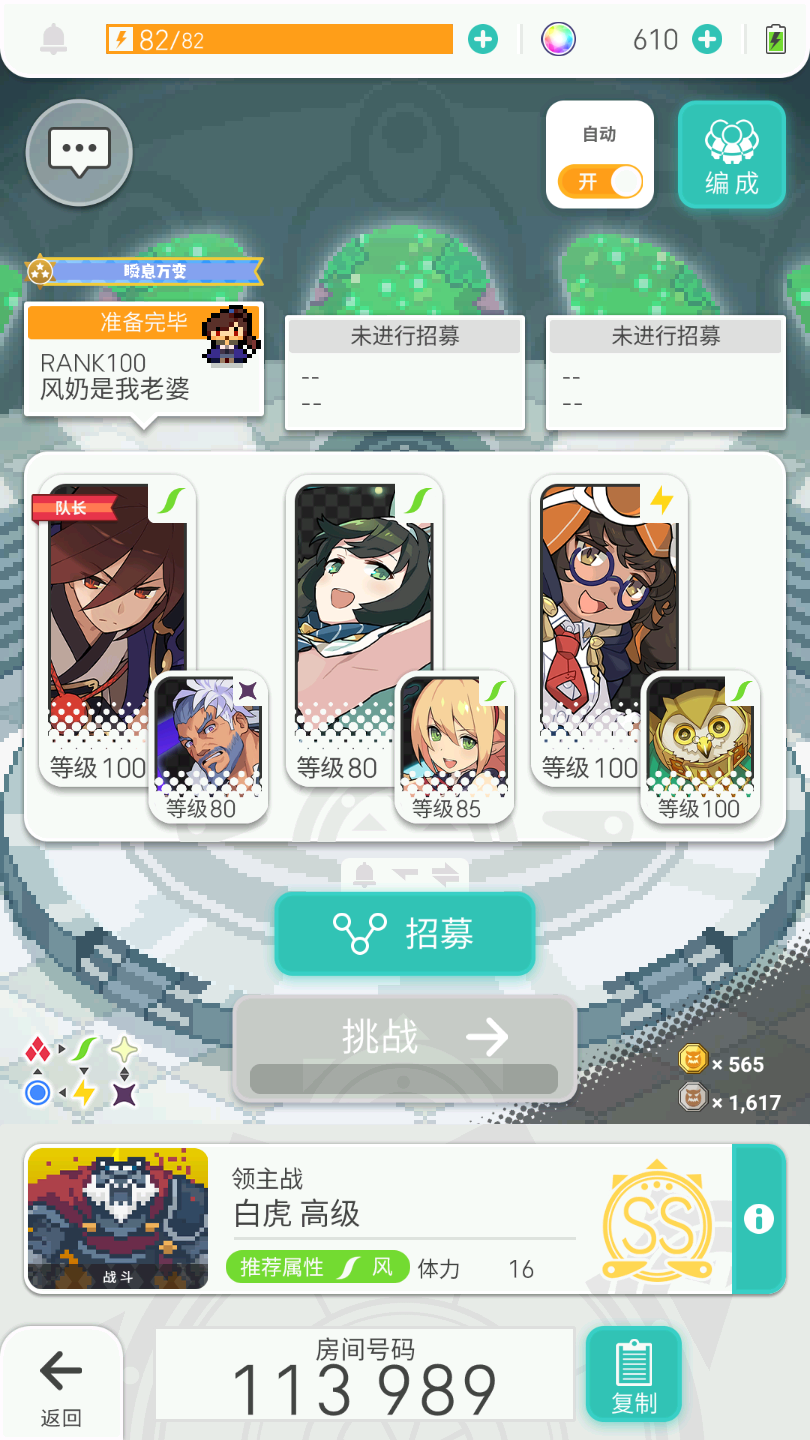 82/82
610
自动
开
编成
瞬息万变
准备完毕
RANK100
风奶是我老婆
未进行招募
--
--
未进行招募
--
--
队长
等级100
等级80
等级80
等级85
等级100
等级100
招募
挑战
× 565
× 1,617
领主战
白虎 高级
推荐属性 风 体力 16
战斗
SS
房间号码
113 989
返回
复制